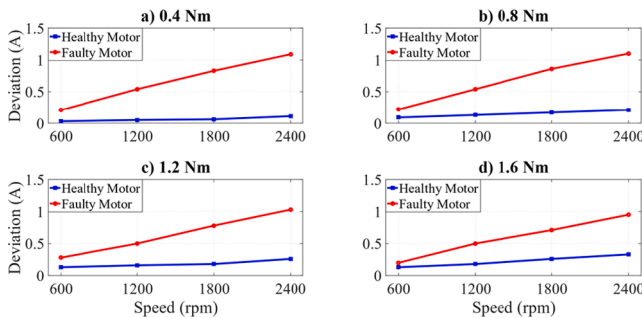 a) 0.4 Nm
Deviation (A)
1.5
1
0.5
0
Healthy Motor
Faulty Motor
600 1200 1800 2400
b) 0.8 Nm
1.5
1
0.5
0
Healthy Motor
Faulty Motor
600 1200 1800 2400
c) 1.2 Nm
Deviation (A)
1.5
1
0.5
0
Healthy Motor
Faulty Motor
600 1200 1800 2400
Speed (rpm)
d) 1.6 Nm
1.5
1
0.5
0
Healthy Motor
Faulty Motor
600 1200 1800 2400
Speed (rpm)